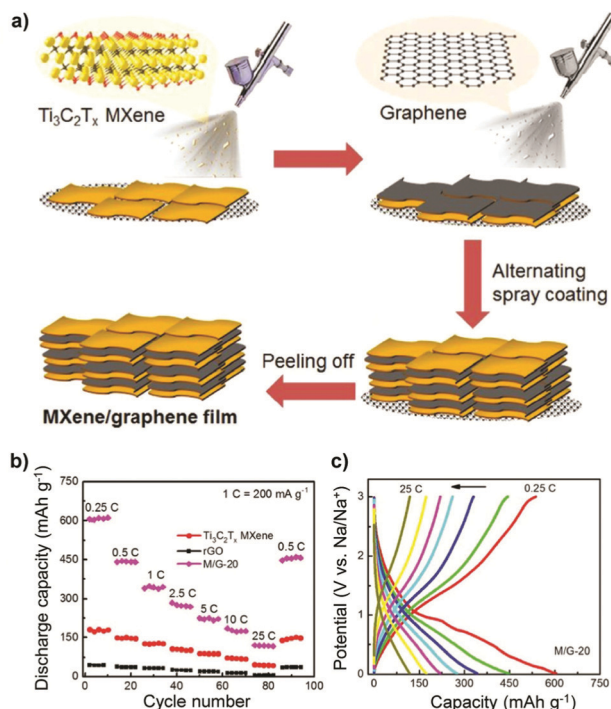 a)
Ti₃C₂Tₓ MXene
Graphene
Alternating
spray coating
Peeling off
MXene/graphene film
b)
Discharge capacity (mAh g⁻¹)
750
600
450
300
150
0
0 20 40 60 80 100
Cycle number
1 C = 200 mA g⁻¹
0.25 C
0.5 C
1 C
2.5 C
5 C
10 C
25 C
0.5 C
Ti₃C₂Tₓ MXene
rGO
M/G-20
c)
Potential (V vs. Na/Na⁺)
3
2
1
0
0 150 300 450 600 750
Capacity (mAh g⁻¹)
25 C
0.25 C
M/G-20